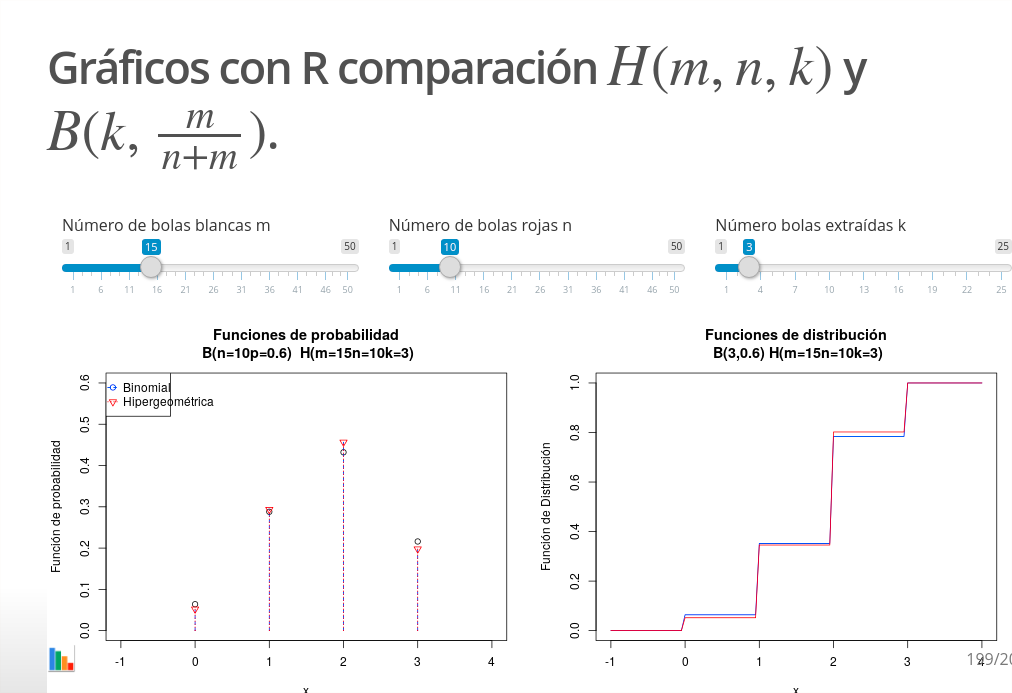 Gráficos con R comparación H(m, n, k) y
B(k, m/(n+m)).
Número de bolas blancas m
Número de bolas rojas n
Número bolas extraídas k
1 15 50
1 10 50
1 3 25
1 6 11 16 21 26 31 36 41 46 50
1 6 11 16 21 26 31 36 41 46 50
1 4 7 10 13 16 19 22 25
Funciones de probabilidad
B(n=10p=0.6) H(m=15n=10k=3)
Binomial
Hipergeométrica
Función de probabilidad
0.6
0.5
0.4
0.3
0.2
0.1
0.0
-1 0 1 2 3 4
x
Funciones de distribución
B(3,0.6) H(m=15n=10k=3)
Función de Distribución
1.0
0.8
0.6
0.4
0.2
0.0
-1 0 1 2 3 4
x
199/20